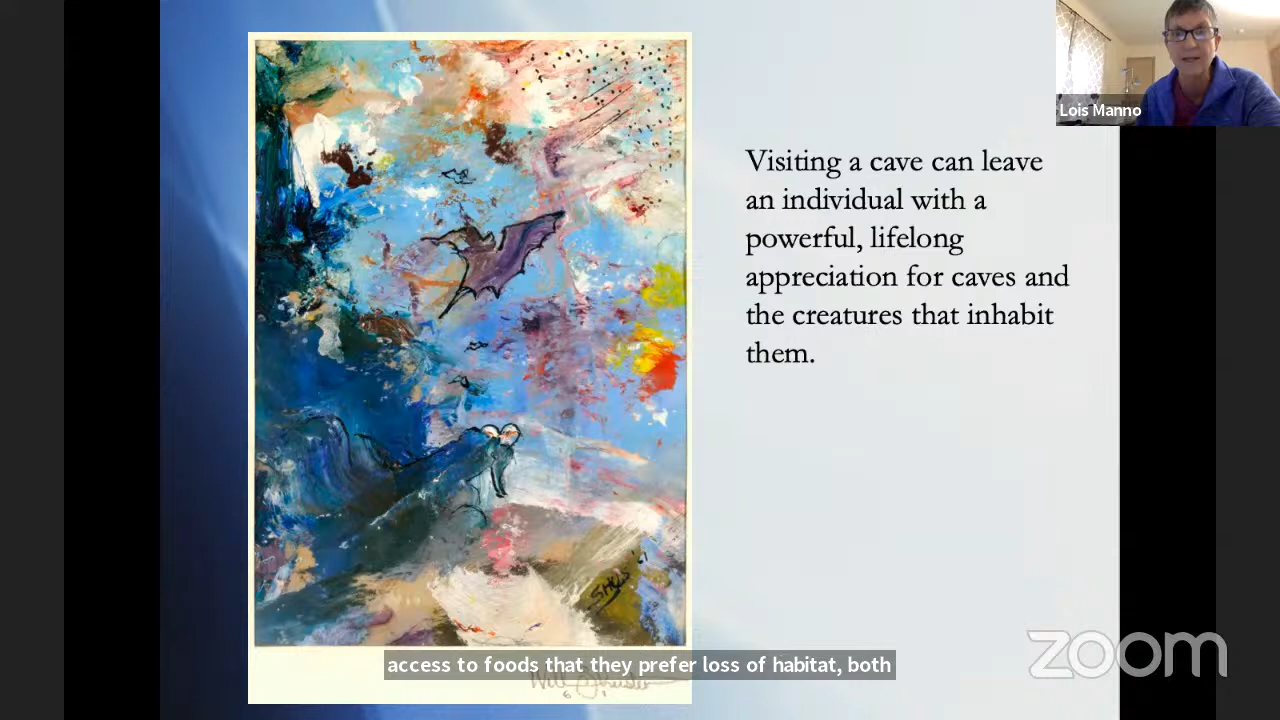 Lois Manno
Visiting a cave can leave
an individual with a
powerful, lifelong
appreciation for caves and
the creatures that inhabit
them.
access to foods that they prefer loss of habitat, both
zoom